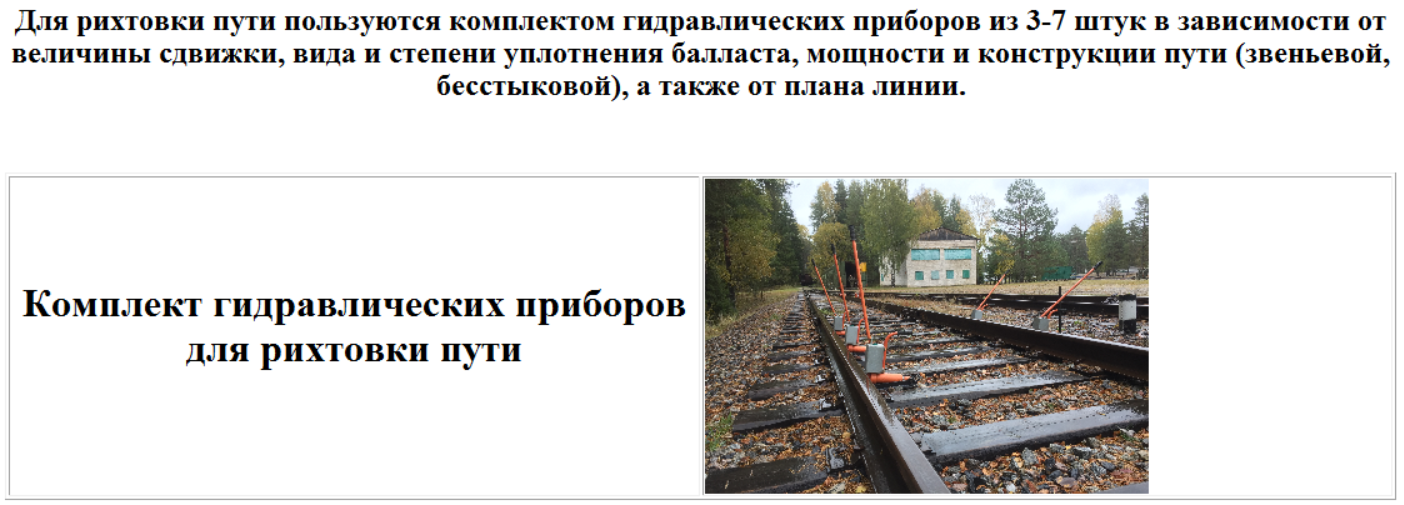 Для рихтовки пути пользуются комплектом гидравлических приборов из 3-7 штук в зависимости от
величины сдвижки, вида и степени уплотнения балласта, мощности и конструкции пути (звеньевой,
бесстыковой), а также от плана линии.
Комплект гидравлических приборов
для рихтовки пути